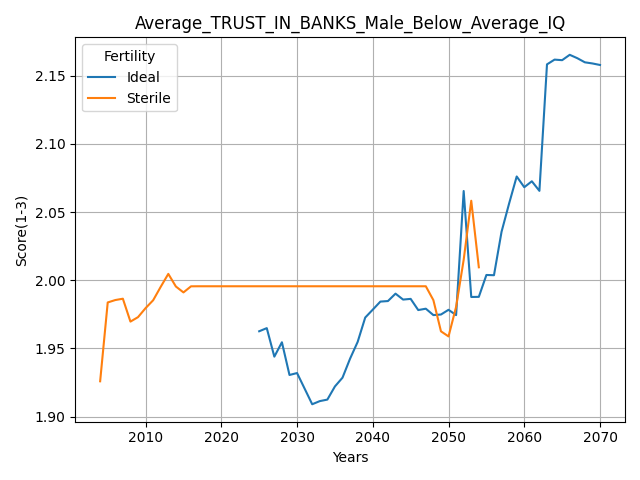 Average_TRUST_IN_BANKS_Male_Below_Average_IQ
Fertility
Ideal
Sterile
Score(1-3)
2.15
2.10
2.05
2.00
1.95
1.90
2010 2020 2030 2040 2050 2060 2070
Years